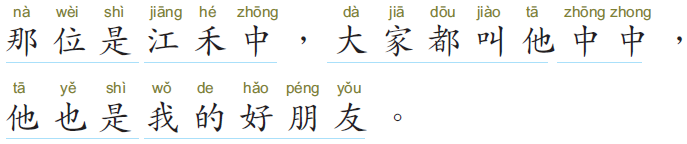 nà wèi shì jiāng hé zhōng dà jiā dōu jiào tā zhōng zhong
那位是江禾中，大家都叫他中中，
tā yě shì wǒ de hǎo péng yǒu
他也是我的好朋友。